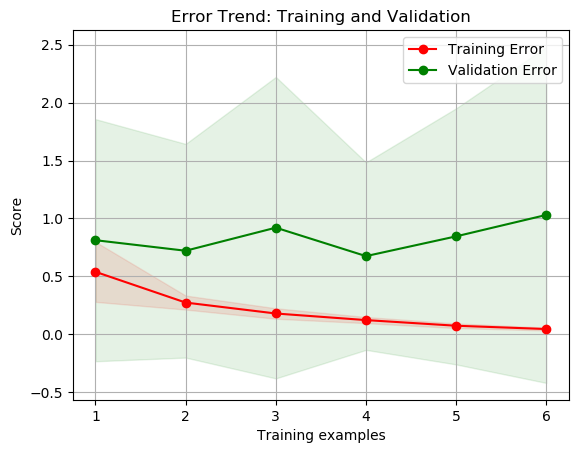 Error Trend: Training and Validation
2.5
2.0
1.5
1.0
0.5
0.0
−0.5
Score
Training Error
Validation Error
1
2
3
4
5
6
Training examples